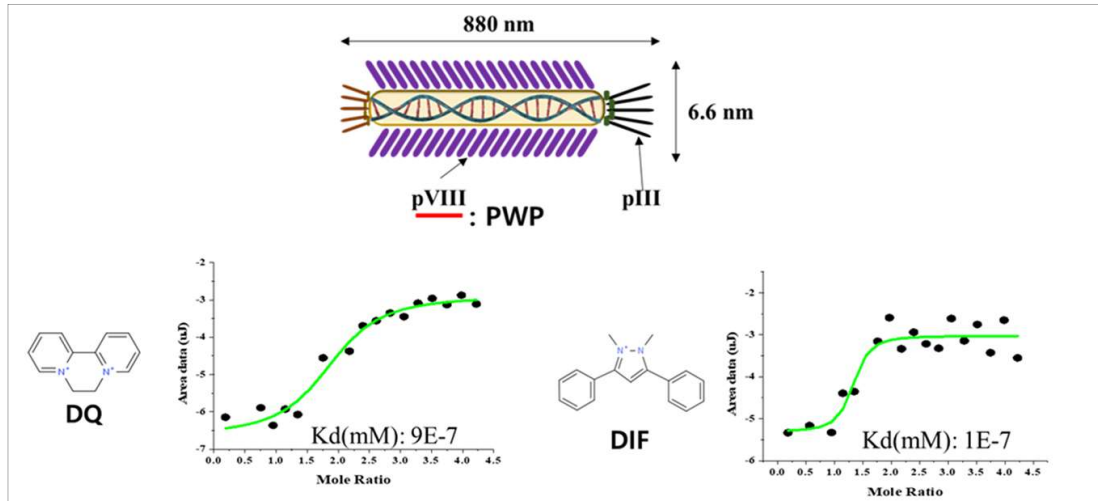 880 nm
6.6 nm
pVIII
pIII
: PWP
-2
-3
-4
-5
-6
-7
Area data (uJ)
0.0 0.5 1.0 1.5 2.0 2.5 3.0 3.5 4.0 4.5
Mole Ratio
Kd(mM): 9E-7
N+
N+
DQ
-2
-3
-4
-5
-6
Area data (uJ)
0.0 0.5 1.0 1.5 2.0 2.5 3.0 3.5 4.0 4.5
Mole Ratio
Kd(mM): 1E-7
N+ N
DIF